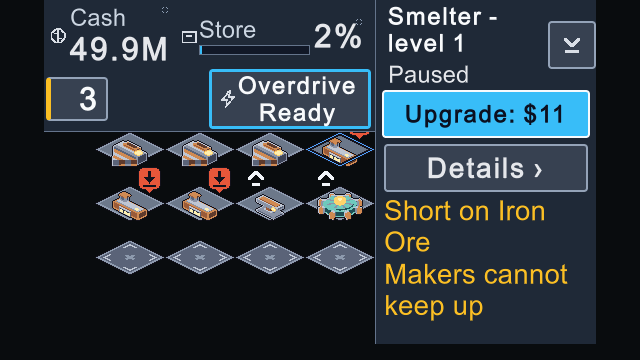 Cash
49.9M
Store
2%
3
Overdrive
Ready
Smelter -
level 1
Paused
Upgrade: $11
Details ›
Short on Iron
Ore
Makers cannot
keep up